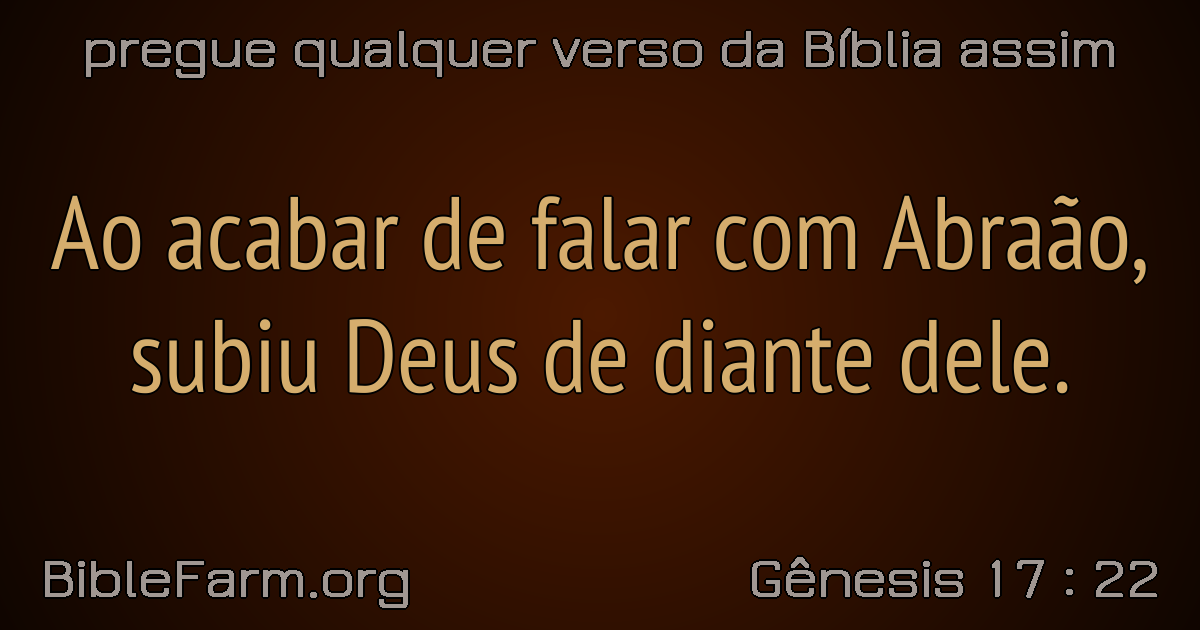 pregue qualquer verso da Bíblia assim
Ao acabar de falar com Abraão,
subiu Deus de diante dele.
BibleFarm.org
Gênesis 17 : 22